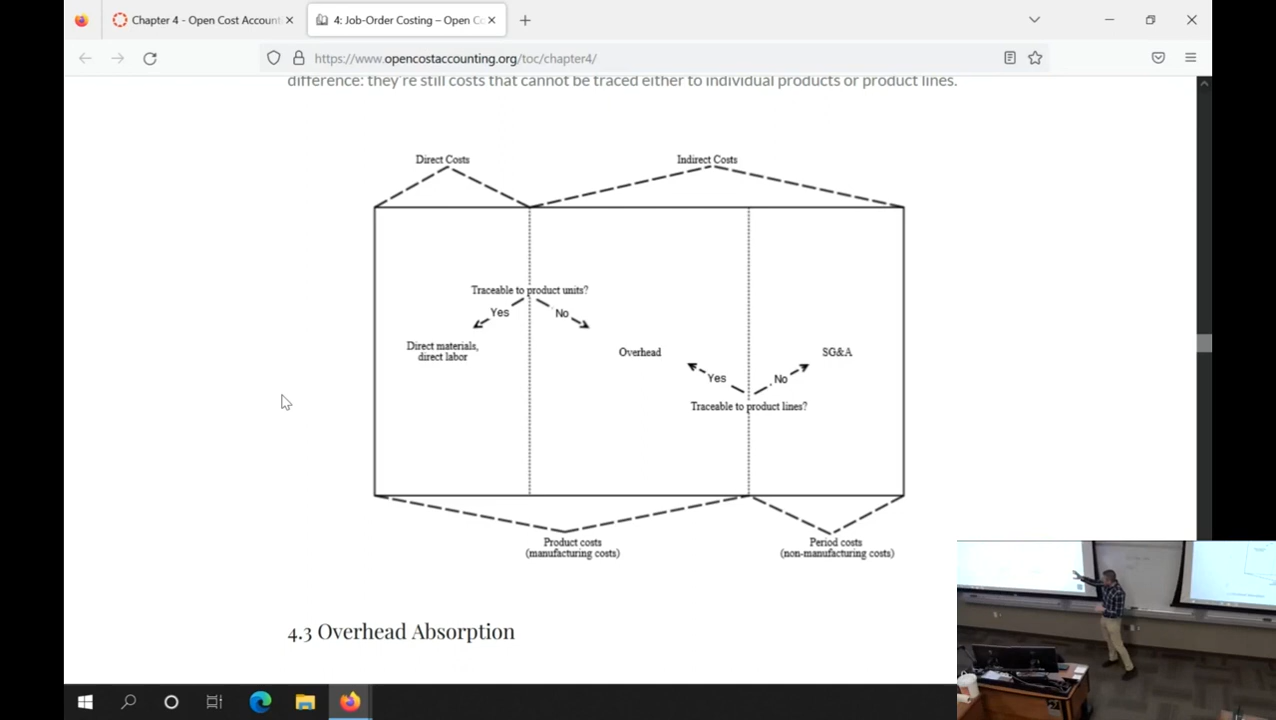 Chapter 4 - Open Cost Account
4: Job-Order Costing – Open Co
https://www.opencostaccounting.org/toc/chapter4/
difference: they're still costs that cannot be traced either to individual products or product lines.
Direct Costs
Indirect Costs
Traceable to product units?
Yes
No
Direct materials,
direct labor
Overhead
SG&A
Yes
No
Traceable to product lines?
Product costs
(manufacturing costs)
Period costs
(non-manufacturing costs)
4.3 Overhead Absorption